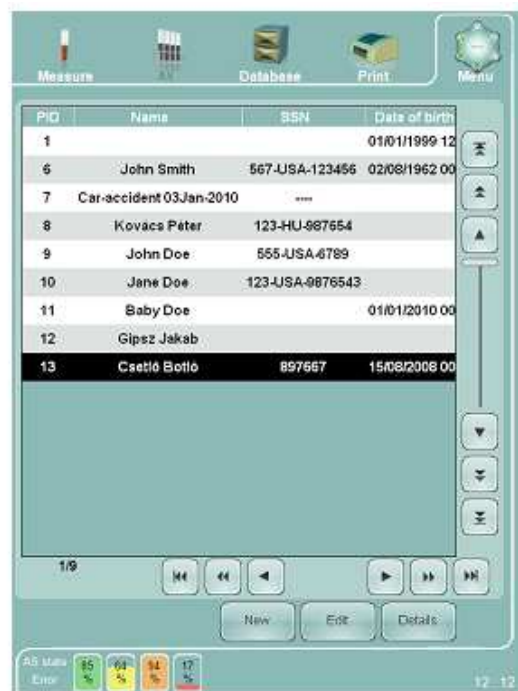 Measure AV Database Print Menu
PID Name SSN Date of birth
1 01/01/1999 12
6 John Smith 567-USA-123456 02/08/1962 00
7 Car-accident 03Jan-2010 ----
8 Kovács Péter 123-HU-987654
9 John Doe 555-USA-6789
10 Jane Doe 123-USA-9876543
11 Baby Doe 01/01/2010 00
12 Gipsz Jakab
13 Csetlő Botló 897667 15/08/2008 00
1/9
New Edit Details
AS state
Error
85 % 64 % 54 % 17 %
12 12